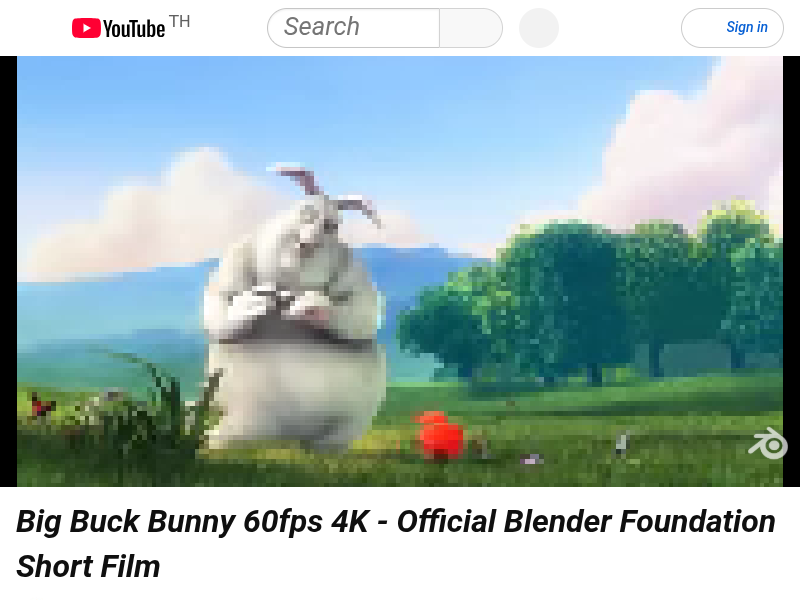 YouTube TH
Search
Sign in
Big Buck Bunny 60fps 4K - Official Blender Foundation
Short Film